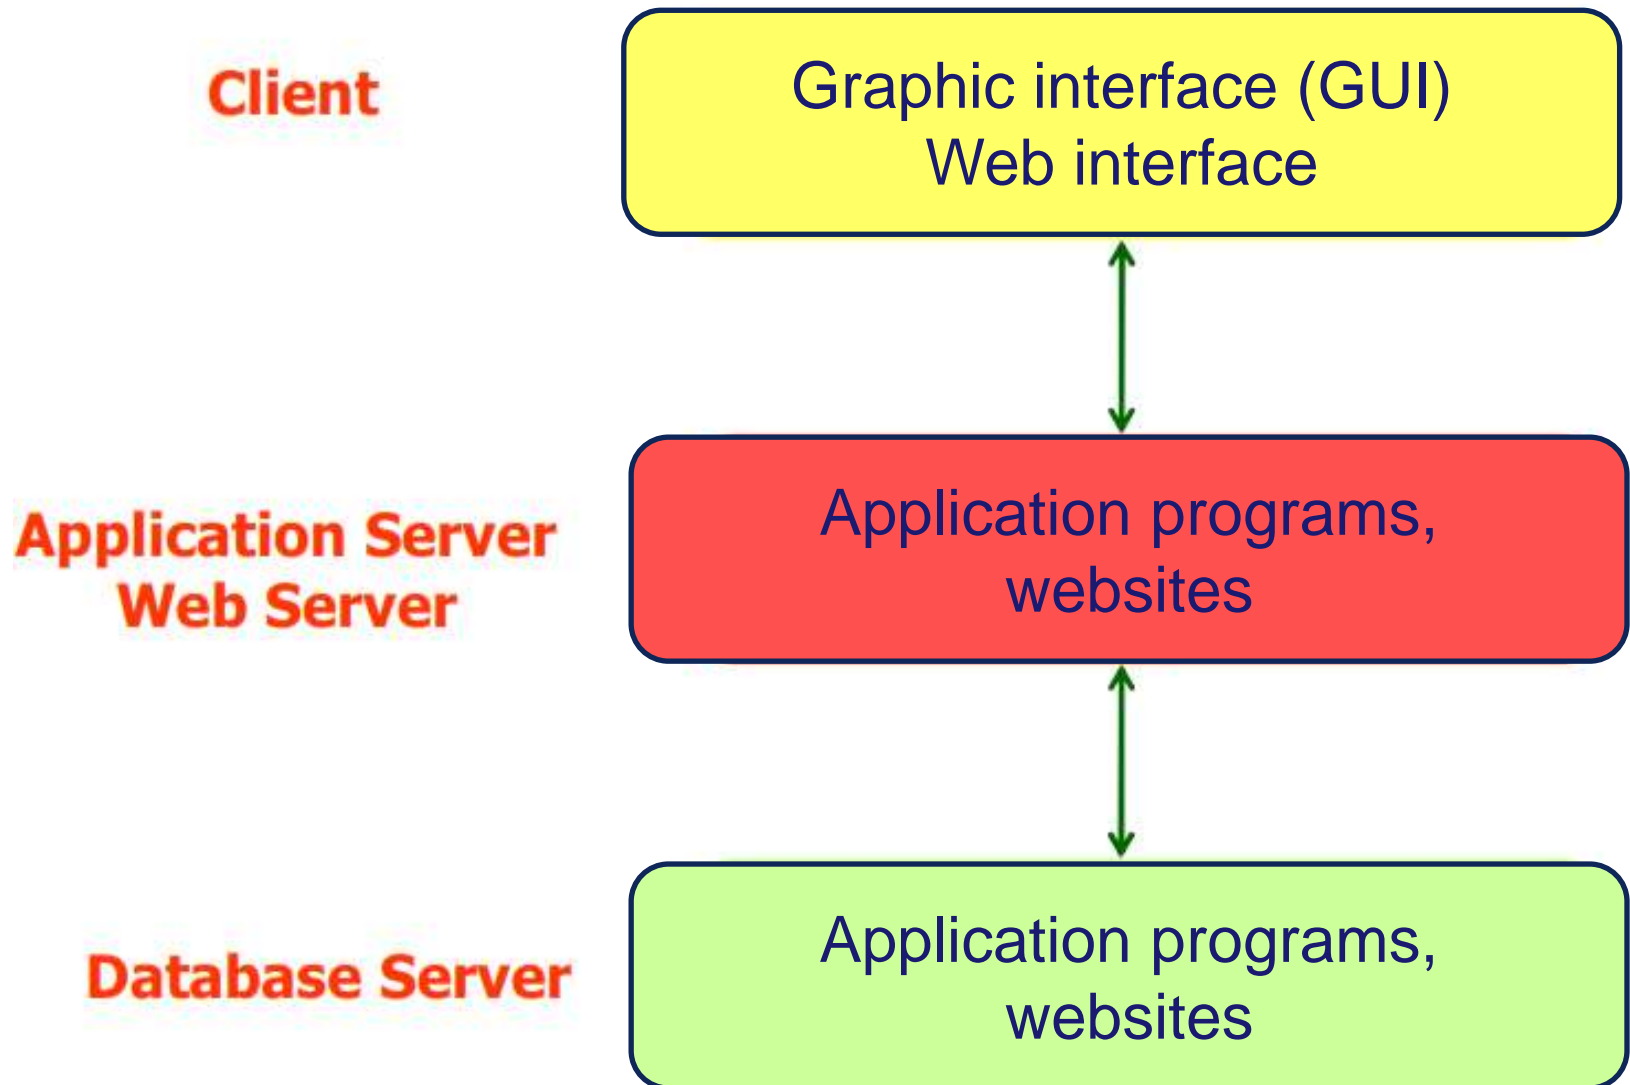 Client
Graphic interface (GUI)
Web interface
Application Server
Web Server
Application programs,
websites
Database Server
Application programs,
websites